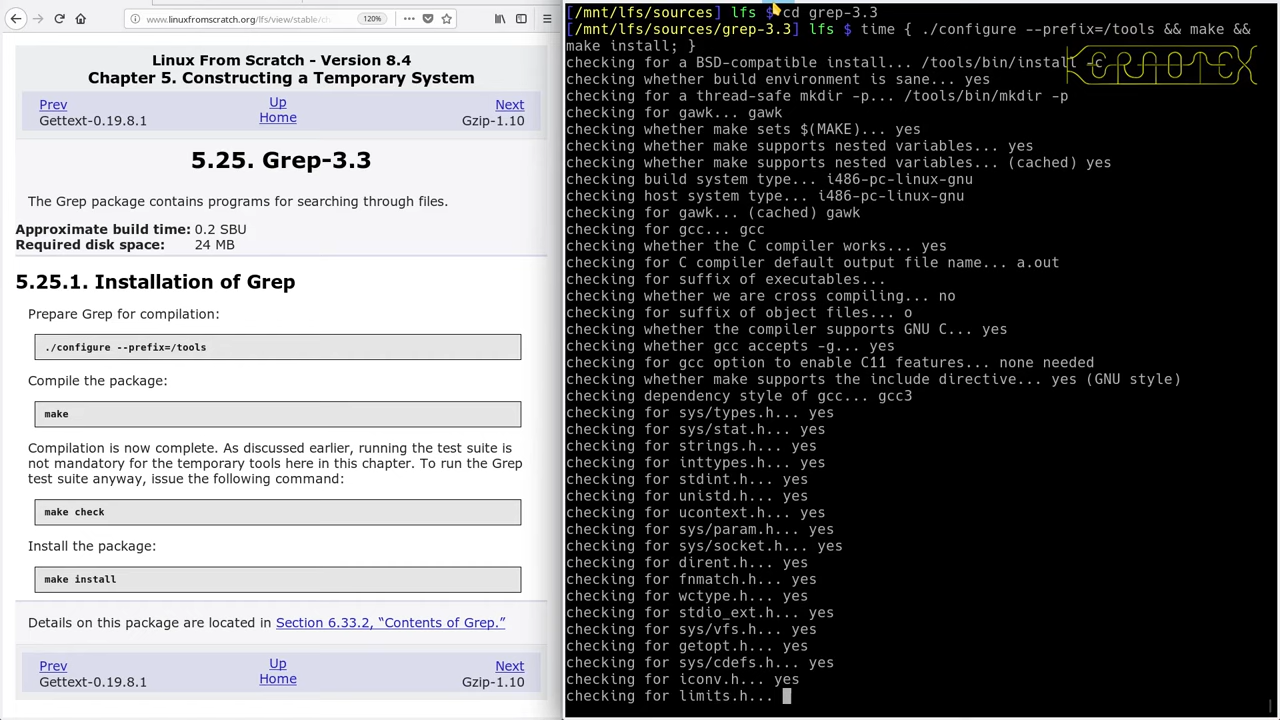 www.linuxfromscratch.org/lfs/view/stable/ch
120%
Linux From Scratch - Version 8.4
Chapter 5. Constructing a Temporary System
Prev
Up
Next
Gettext-0.19.8.1
Home
Gzip-1.10
5.25. Grep-3.3
The Grep package contains programs for searching through files.
Approximate build time: 0.2 SBU
Required disk space: 24 MB
5.25.1. Installation of Grep
Prepare Grep for compilation:
./configure --prefix=/tools
Compile the package:
make
Compilation is now complete. As discussed earlier, running the test suite is
not mandatory for the temporary tools here in this chapter. To run the Grep
test suite anyway, issue the following command:
make check
Install the package:
make install
Details on this package are located in Section 6.33.2, “Contents of Grep.”
Prev
Up
Next
Gettext-0.19.8.1
Home
Gzip-1.10
[/mnt/lfs/sources] lfs $ cd grep-3.3
[/mnt/lfs/sources/grep-3.3] lfs $ time { ./configure --prefix=/tools && make &&
make install; }
checking for a BSD-compatible install... /tools/bin/install -c
checking whether build environment is sane... yes
checking for a thread-safe mkdir -p... /tools/bin/mkdir -p
checking for gawk... gawk
checking whether make sets $(MAKE)... yes
checking whether make supports nested variables... yes
checking whether make supports nested variables... (cached) yes
checking build system type... i486-pc-linux-gnu
checking host system type... i486-pc-linux-gnu
checking for gawk... (cached) gawk
checking for gcc... gcc
checking whether the C compiler works... yes
checking for C compiler default output file name... a.out
checking for suffix of executables...
checking whether we are cross compiling... no
checking for suffix of object files... o
checking whether the compiler supports GNU C... yes
checking whether gcc accepts -g... yes
checking for gcc option to enable C11 features... none needed
checking whether make supports the include directive... yes (GNU style)
checking dependency style of gcc... gcc3
checking for sys/types.h... yes
checking for sys/stat.h... yes
checking for strings.h... yes
checking for inttypes.h... yes
checking for stdint.h... yes
checking for unistd.h... yes
checking for ucontext.h... yes
checking for sys/param.h... yes
checking for sys/socket.h... yes
checking for dirent.h... yes
checking for fnmatch.h... yes
checking for wctype.h... yes
checking for stdio_ext.h... yes
checking for sys/vfs.h... yes
checking for getopt.h... yes
checking for sys/cdefs.h... yes
checking for iconv.h... yes
checking for limits.h...